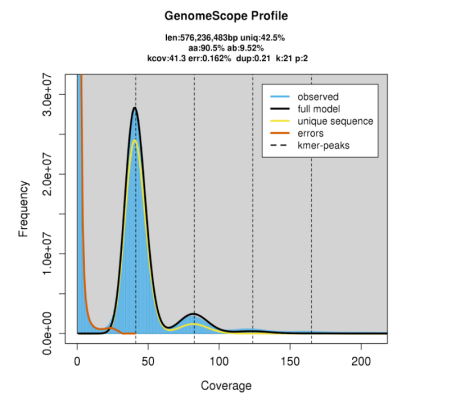 GenomeScope Profile
len:576,236,483bp uniq:42.5%
aa:90.5% ab:9.52%
kcov:41.3 err:0.162% dup:0.21 k:21 p:2
observed
full model
unique sequence
errors
kmer-peaks
Frequency
3.0e+07
2.0e+07
1.0e+07
0.0e+00
0 50 100 150 200
Coverage